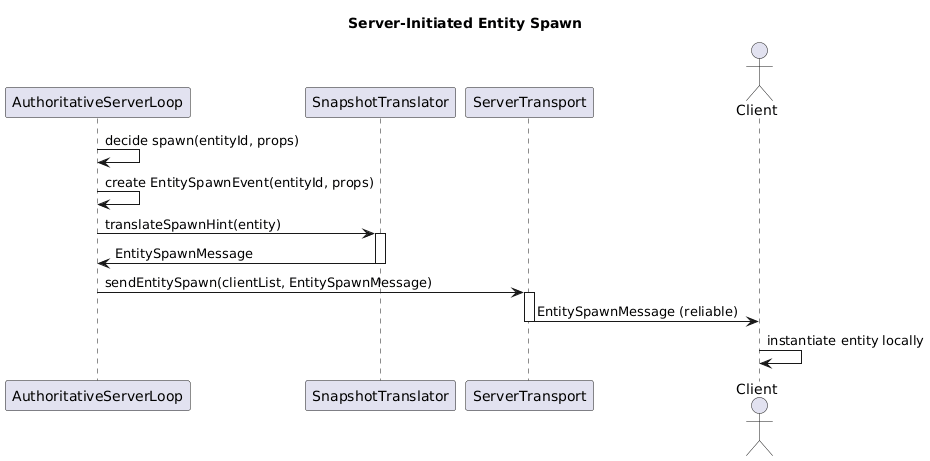 Server-Initiated Entity Spawn
Client
AuthoritativeServerLoop
SnapshotTranslator
ServerTransport
decide spawn(entityId, props)
create EntitySpawnEvent(entityId, props)
translateSpawnHint(entity)
EntitySpawnMessage
sendEntitySpawn(clientList, EntitySpawnMessage)
EntitySpawnMessage (reliable)
instantiate entity locally
AuthoritativeServerLoop
SnapshotTranslator
ServerTransport
Client